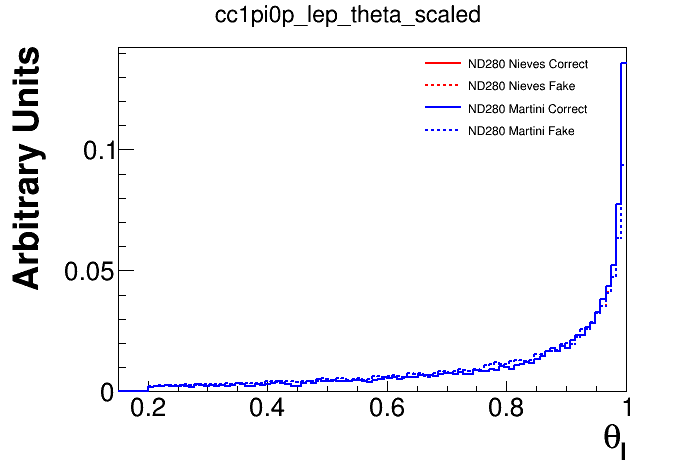 cc1pi0p_lep_theta_scaled
Arbitrary Units
ND280 Nieves Correct
ND280 Nieves Fake
ND280 Martini Correct
ND280 Martini Fake
0.1
0.05
0
0.2 0.4 0.6 0.8 1
θl